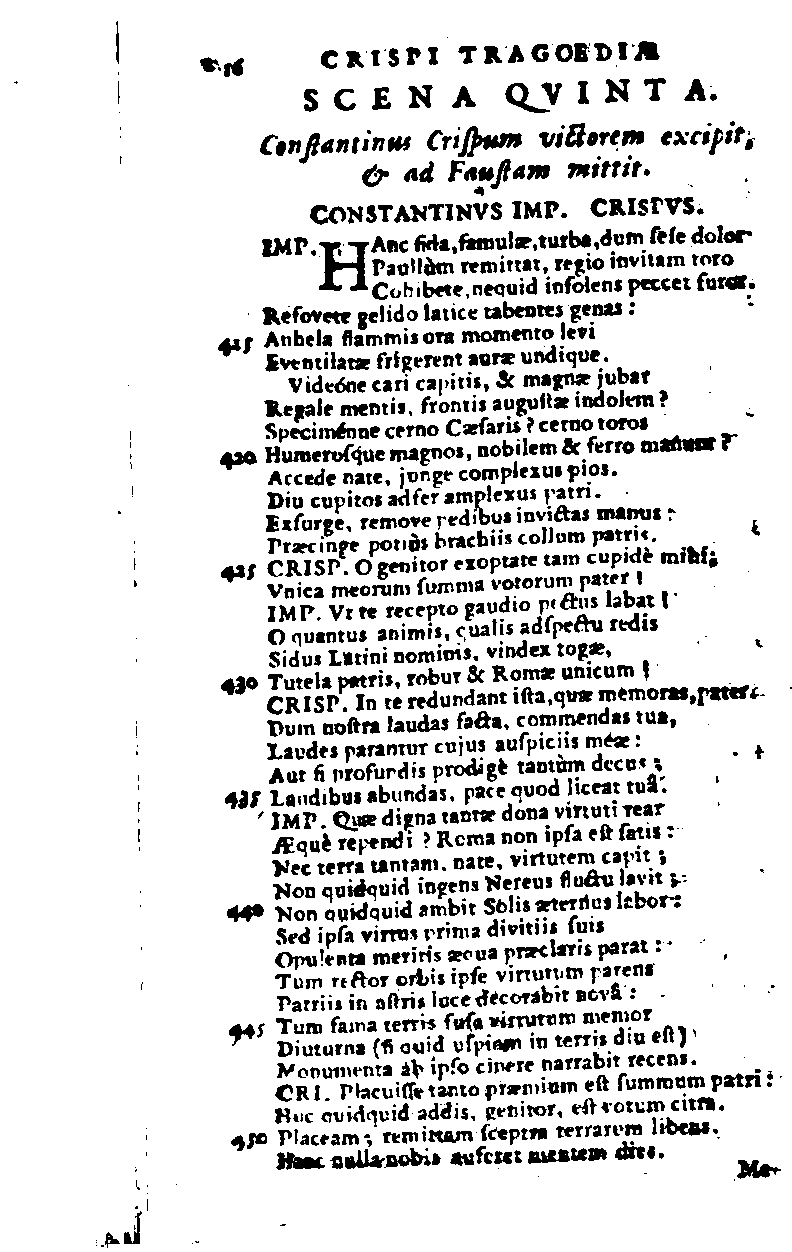 16 CRISPI TRAGOEDIÆ
SCENA QVINTA.
Conſtantinus Criſpum victorem excipit,
& ad Fauſtam mittit.
CONSTANTINVS IMP. CRISPVS.
IMP. HAnc fida, famulæ, turba, dum ſeſe dolor
Paullùm remittat, regio invitam toro
Cohibete, nequid inſolens peccet furor.
Refovete gelido latice tabentes genas:
415 Anhela flammis ora momento levi
Eventilatæ frigerent auræ undique.
Videóne cari capitis, & magnæ jubar
Regale mentis, frontis auguſtæ indolem?
Speciménne cerno Cæſaris? cerno toros
420 Humeroſque magnos, nobilem & ferro manum?
Accede nate, junge complexus pios.
Diu cupitos adfer amplexus patri.
Exſurge, remove pedibus invictas manus:
Præcinge potiùs brachiis collum patris.
425 CRISP. O genitor exoptate tam cupidè mihi;
Vnica meorum ſumma votorum pater!
IMP. Vt te recepto gaudio pectus labat!
O quantus animis, qualis adſpectu redis
Sidus Latini nominis, vindex togæ,
430 Tutela patris, robur & Romæ unicum!
CRISP. In te redundant iſta, quæ memoras, pater:
Dum noſtra laudas facta, commendas tua,
Laudes parantur cujus auſpiciis meæ:
Aut ſi profundis prodigè tantùm decus;
435 Laudibus abundas, pace quod liceat tuâ.
IMP. Quæ digna tantæ dona virtuti rear
Æquè rependi? Roma non ipſa eſt ſatis:
Nec terra tantam, nate, virtutem capit;
Non quidquid ingens Nereus fluctu lavit;
440 Non quidquid ambit Solis æternus labor:
Sed ipſa virtus prima divitiis ſuis
Opulenta meritis æqua præclaris parat:
Tum rector orbis ipſe virtutum parens
Patriis in aſtris luce decorabit novâ:
445 Tum fama terris fuſa virtutum memor
Diuturna (ſi quid uſpiam in terris diu eſt)
Monumenta ab ipſo cinere narrabit recens.
CRI. Placuiſſe tanto præmium eſt ſummum patri:
Huc quidquid addis, genitor, eſt votum citra.
450 Placeam; remittam ſceptra terrarum libens.
Hanc nulla nobis auferet mentem dies.
Me-